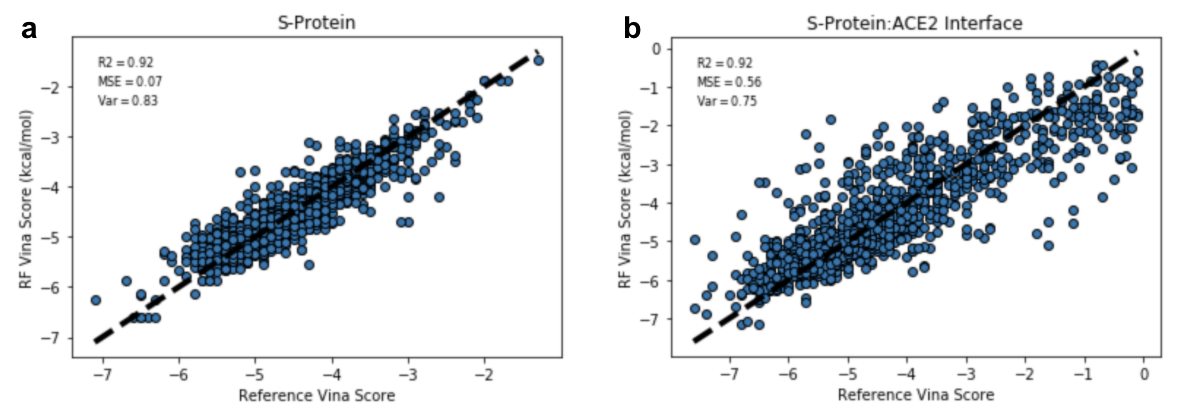 a
S-Protein
R2 = 0.92
MSE = 0.07
Var = 0.83
−2
−3
−4
−5
−6
−7
RF Vina Score (kcal/mol)
−7 −6 −5 −4 −3 −2
Reference Vina Score
b
S-Protein:ACE2 Interface
R2 = 0.92
MSE = 0.56
Var = 0.75
0
−1
−2
−3
−4
−5
−6
−7
RF Vina Score (kcal/mol)
−7 −6 −5 −4 −3 −2 −1 0
Reference Vina Score